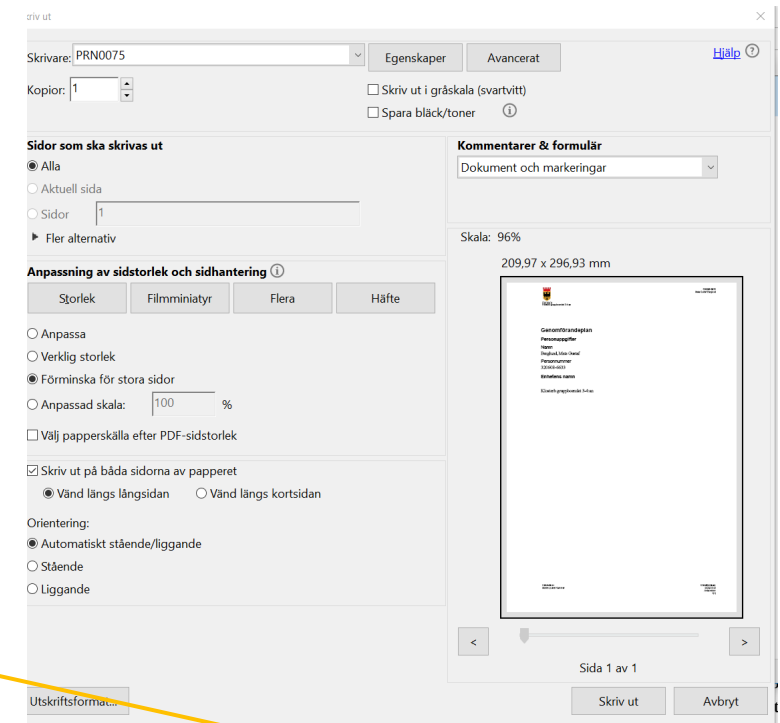 riv ut
Skrivare: PRN0075
Egenskaper
Avancerat
Hjälp
Kopior: 1
Skriv ut i gråskala (svartvitt)
Spara bläck/toner
Sidor som ska skrivas ut
Alla
Aktuell sida
Sidor 1
Fler alternativ
Kommentarer & formulär
Dokument och markeringar
Anpassning av sidstorlek och sidhantering
Storlek
Filmminiatyr
Flera
Häfte
Anpassa
Verklig storlek
Förminska för stora sidor
Anpassad skala: 100 %
Välj papperskälla efter PDF-sidstorlek
Skriv ut på båda sidorna av papperet
Vänd längs långsidan
Vänd längs kortsidan
Orientering:
Automatiskt stående/liggande
Stående
Liggande
Skala: 96%
209,97 x 296,93 mm
Genomförandeplan
Personuppgifter
Namn
Personnummer
Enhetens namn
<
>
Sida 1 av 1
Utskriftsformat...
Skriv ut
Avbryt